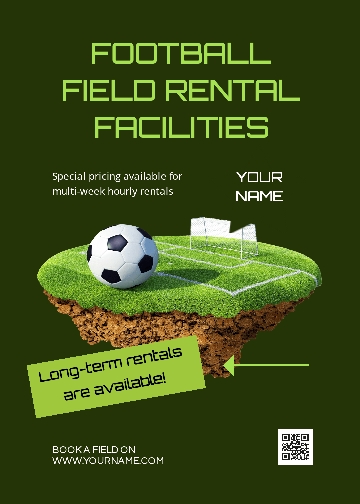 FOOTBALL
FIELD RENTAL
FACILITIES
Special pricing available for
multi-week hourly rentals
YOUR
NAME
Long-term rentals
are available!
BOOK A FIELD ON
WWW.YOURNAME.COM